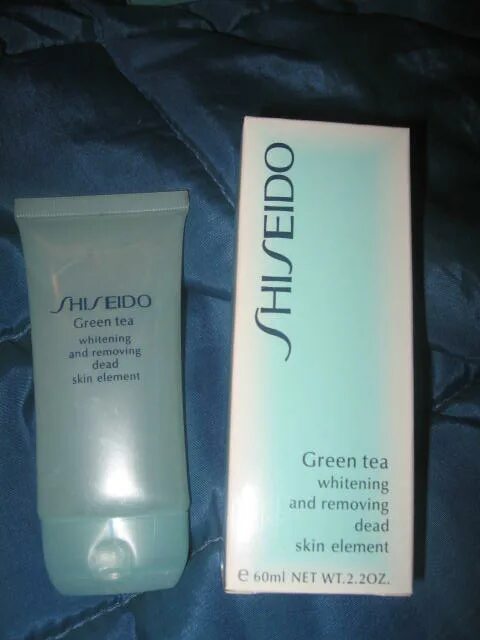 SHISEIDO
Green tea
whitening
and removing
dead
skin element
SHISEIDO
Green tea
whitening
and removing
dead
skin element
e 60ml NET WT.2.2OZ.